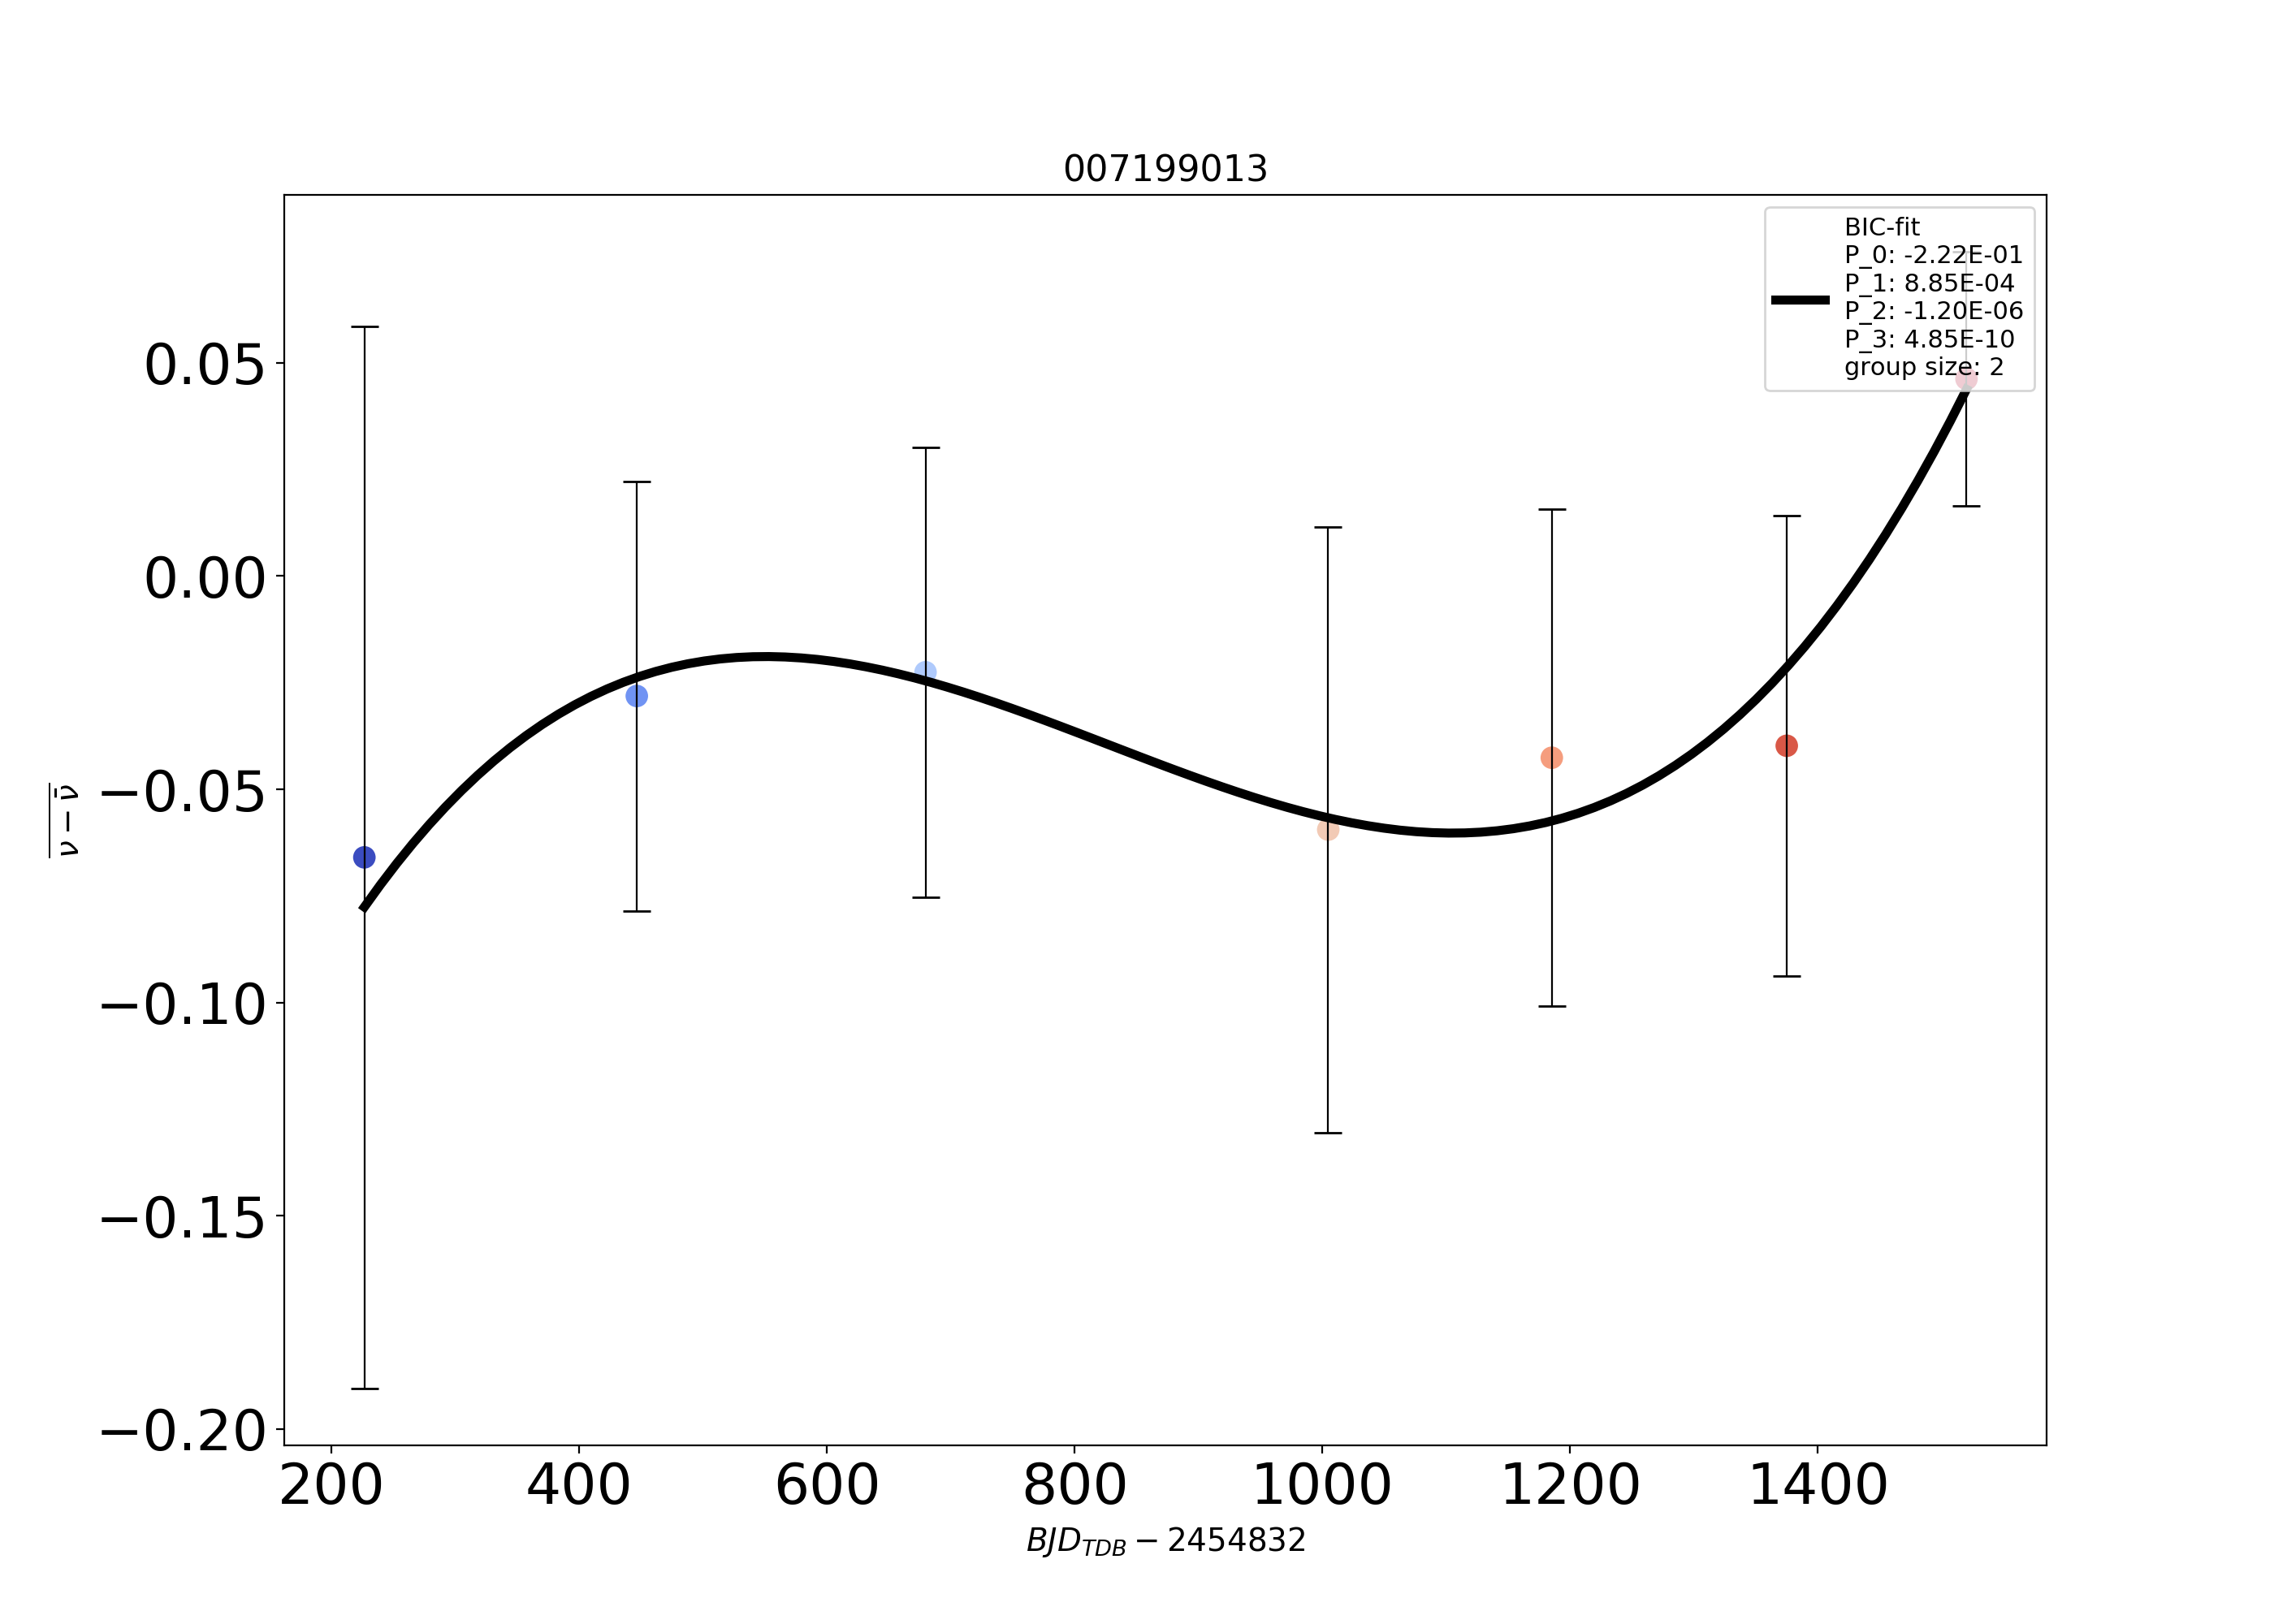 007199013
BIC-fit
P_0: -2.22E-01
P_1: 8.85E-04
P_2: -1.20E-06
P_3: 4.85E-10
group size: 2
0.05
0.00
−0.05
−0.10
−0.15
−0.20
ν − ν̄
200 400 600 800 1000 1200 1400
BJD_TDB − 2454832